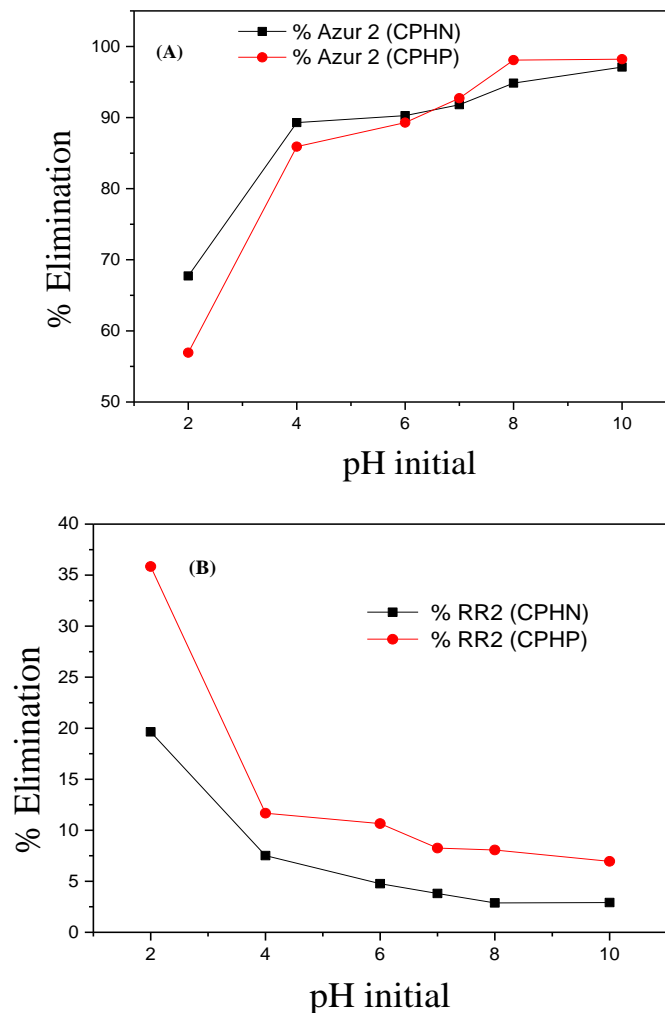 (A)
% Azur 2 (CPHN)
% Azur 2 (CPHP)
100
90
80
70
60
50
% Elimination
2 4 6 8 10
pH initial
40
35
30
25
20
15
10
5
0
(B)
% RR2 (CPHN)
% RR2 (CPHP)
% Elimination
2 4 6 8 10
pH initial